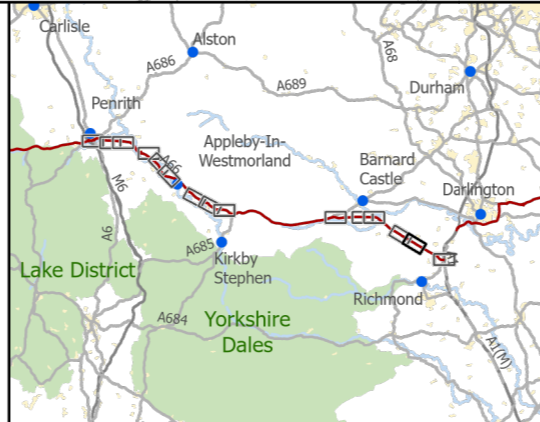 Carlisle
Alston
A686
A68
A689
Durham
Penrith
Appleby-In-
Westmorland
A66
Barnard
Castle
Darlington
M6
A6
A685
Lake District
Kirkby
Stephen
Richmond
A684
Yorkshire
Dales
A1(M)